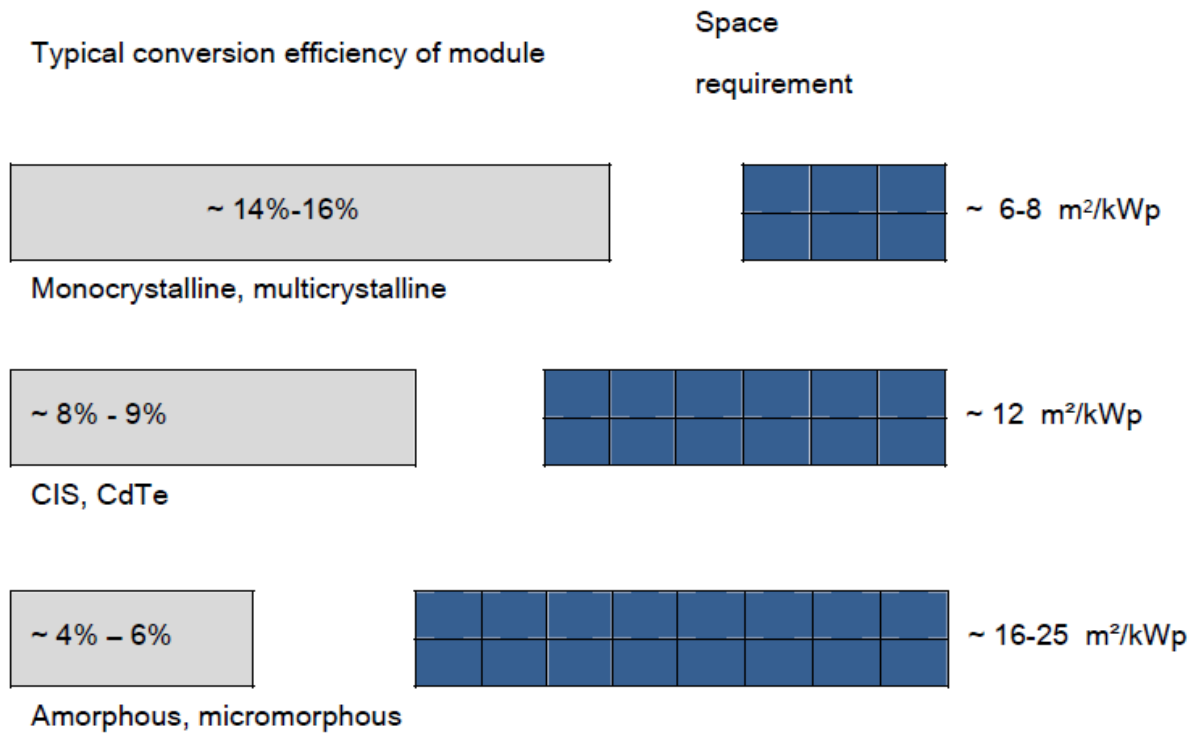 Typical conversion efficiency of module
Space
requirement
~ 14%-16%
~ 6-8 m²/kWp
Monocrystalline, multicrystalline
~ 8% - 9%
~ 12 m²/kWp
CIS, CdTe
~ 4% – 6%
~ 16-25 m²/kWp
Amorphous, micromorphous